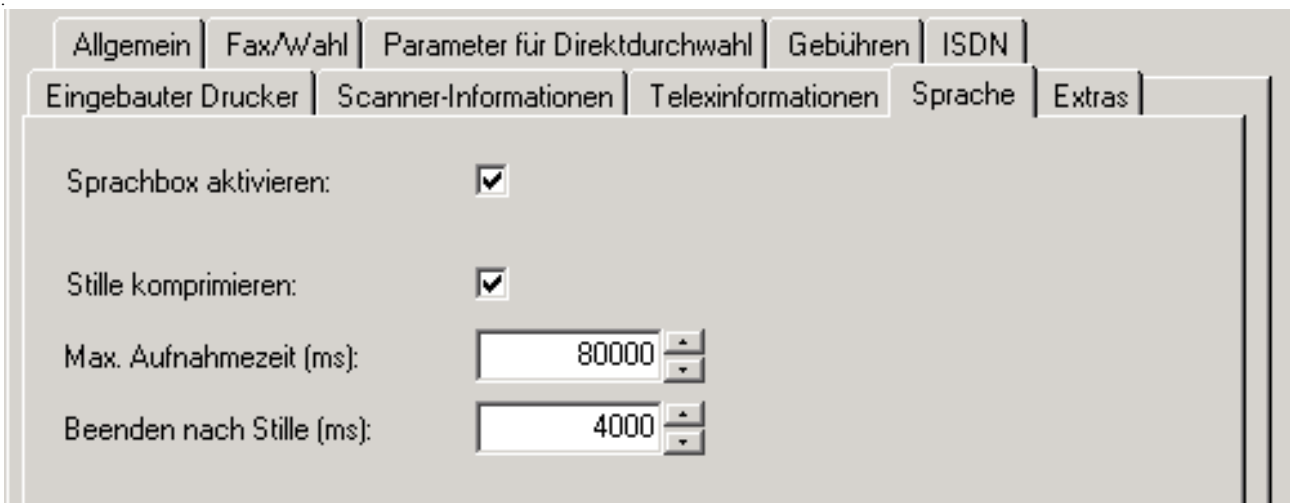 Allgemein Fax/Wahl Parameter für Direktdurchwahl Gebühren ISDN
Eingebauter Drucker Scanner-Informationen Telexinformationen Sprache Extras
Sprachbox aktivieren:
Stille komprimieren:
Max. Aufnahmezeit (ms): 80000
Beenden nach Stille (ms): 4000